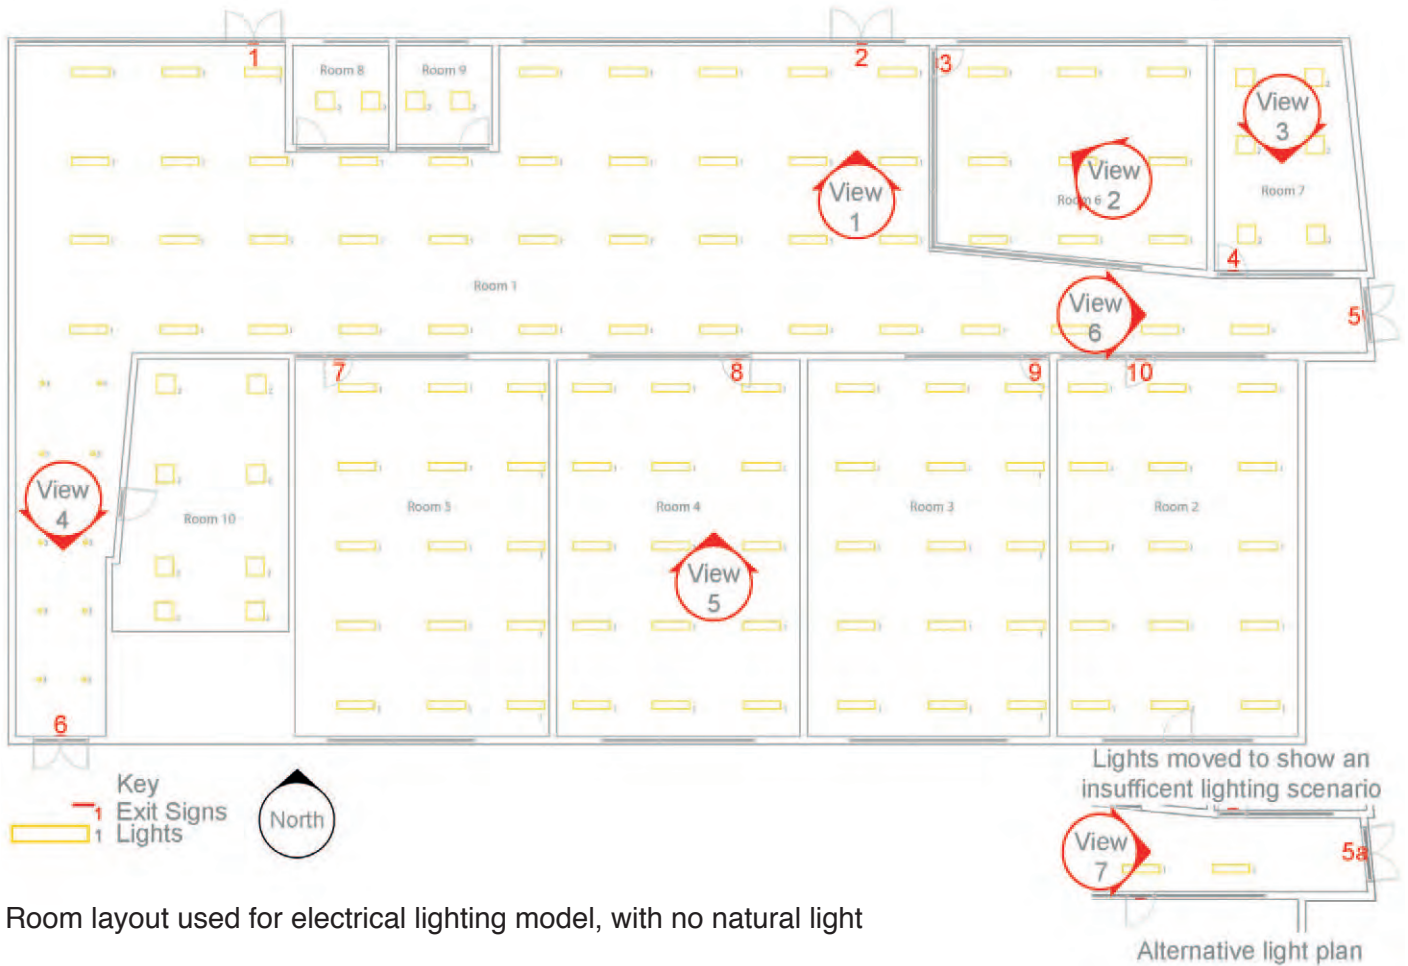 1
2
Room 8
Room 9
3
View
3
View
2
View
1
Room 6
Room 7
4
Room 1
View
6
5
7
8
9
10
View
4
Room 10
Room 5
Room 4
Room 3
Room 2
View
5
6
Key
1 Exit Signs
1 Lights
North
Lights moved to show an
insufficent lighting scenario
View
7
5a
Room layout used for electrical lighting model, with no natural light
Alternative light plan